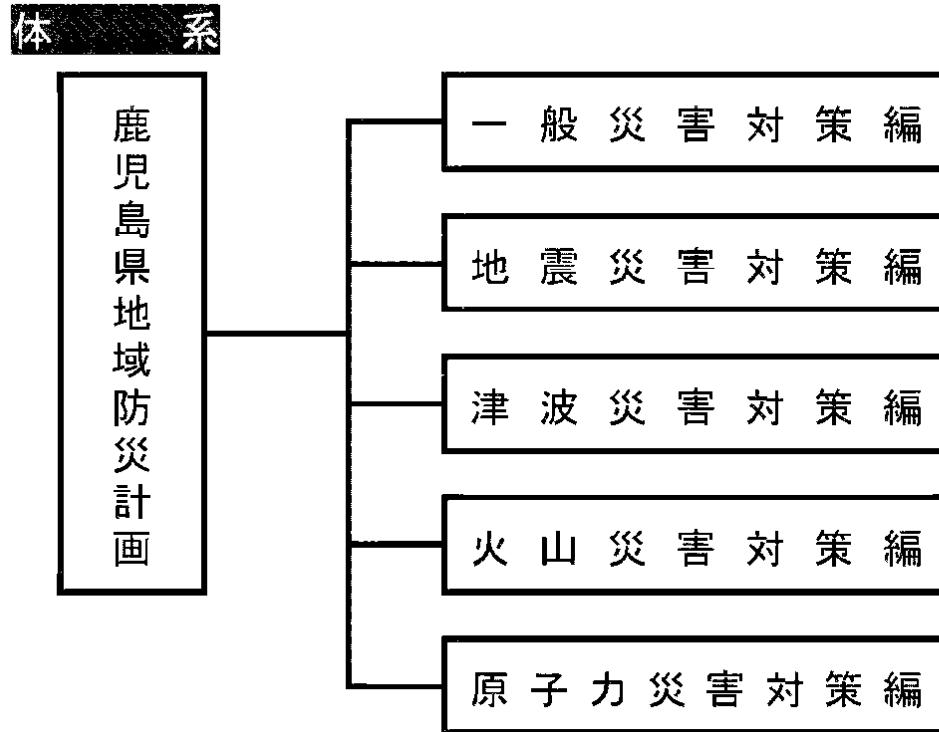 体系
鹿児島県地域防災計画
一般災害対策編
地震災害対策編
津波災害対策編
火山災害対策編
原子力災害対策編